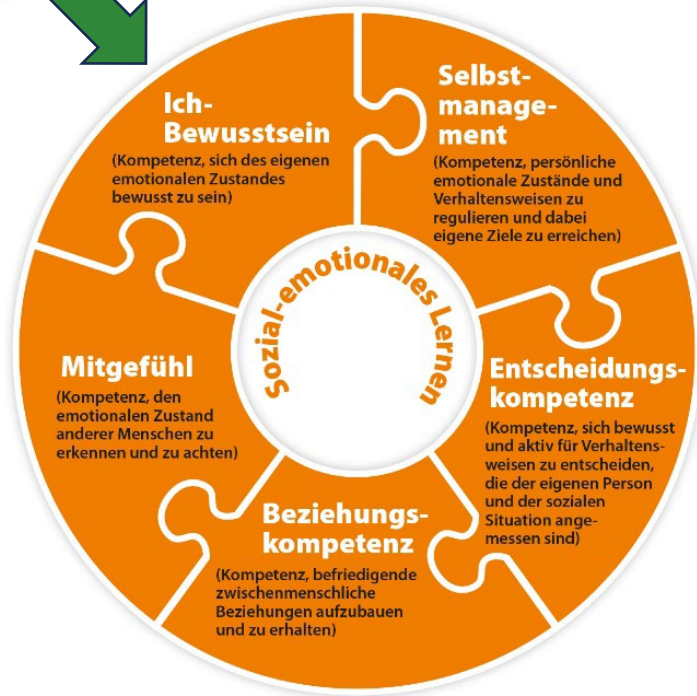 Ich-
Bewusstsein
(Kompetenz, sich des eigenen
emotionalen Zustandes
bewusst zu sein)
Selbst-
manage-
ment
(Kompetenz, persönliche
emotionale Zustände und
Verhaltensweisen zu
regulieren und dabei
eigene Ziele zu erreichen)
Sozial-emotionales Lernen
Mitgefühl
(Kompetenz, den
emotionalen Zustand
anderer Menschen zu
erkennen und zu achten)
Entscheidungs-
kompetenz
(Kompetenz, sich bewusst
und aktiv für Verhaltens-
weisen zu entscheiden,
die der eigenen Person
und der sozialen
Situation ange-
messen sind)
Beziehungs-
kompetenz
(Kompetenz, befriedigende
zwischenmenschliche
Beziehungen aufzubauen
und zu erhalten)